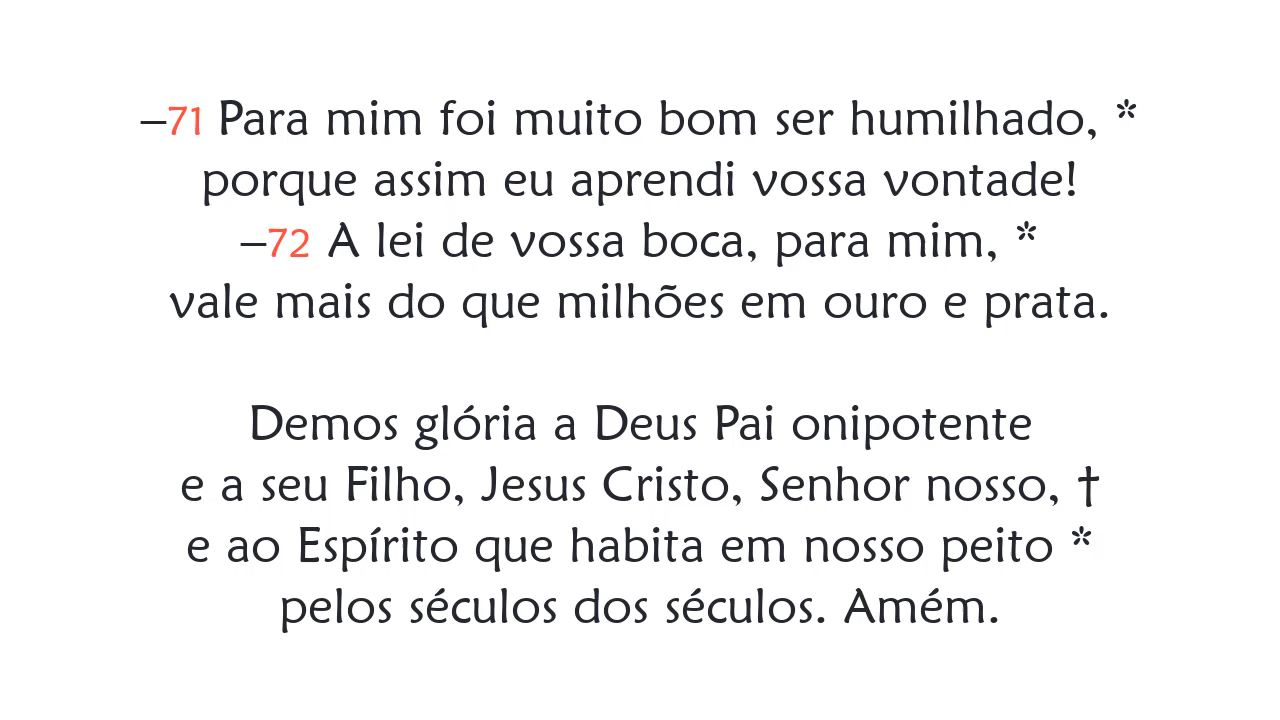 –71 Para mim foi muito bom ser humilhado, *
porque assim eu aprendi vossa vontade!
–72 A lei de vossa boca, para mim, *
vale mais do que milhões em ouro e prata.
Demos glória a Deus Pai onipotente
e a seu Filho, Jesus Cristo, Senhor nosso, †
e ao Espírito que habita em nosso peito *
pelos séculos dos séculos. Amém.